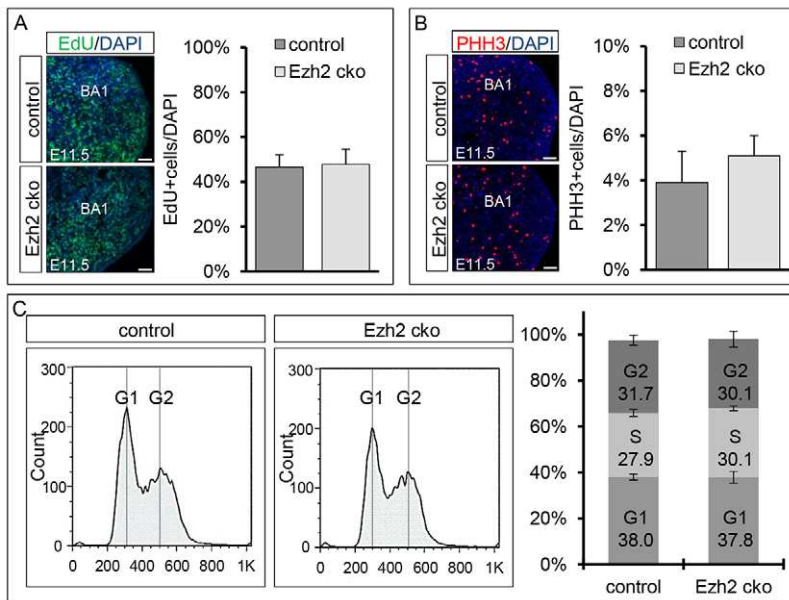 A
EdU/DAPI
control
BA1
E11.5
Ezh2 cko
BA1
E11.5
EdU+cells/DAPI
100%
80%
60%
40%
20%
0%
control
Ezh2 cko
B
PHH3/DAPI
control
BA1
E11.5
Ezh2 cko
BA1
E11.5
PHH3+cells/DAPI
10%
8%
6%
4%
2%
0%
control
Ezh2 cko
C
control
Count
300
200
100
0
G1 G2
0 200 400 600 800 1K
Ezh2 cko
Count
300
200
100
0
G1 G2
0 200 400 600 800 1K
100%
80%
60%
40%
20%
0%
G2
31.7
S
27.9
G1
38.0
G2
30.1
S
30.1
G1
37.8
control Ezh2 cko